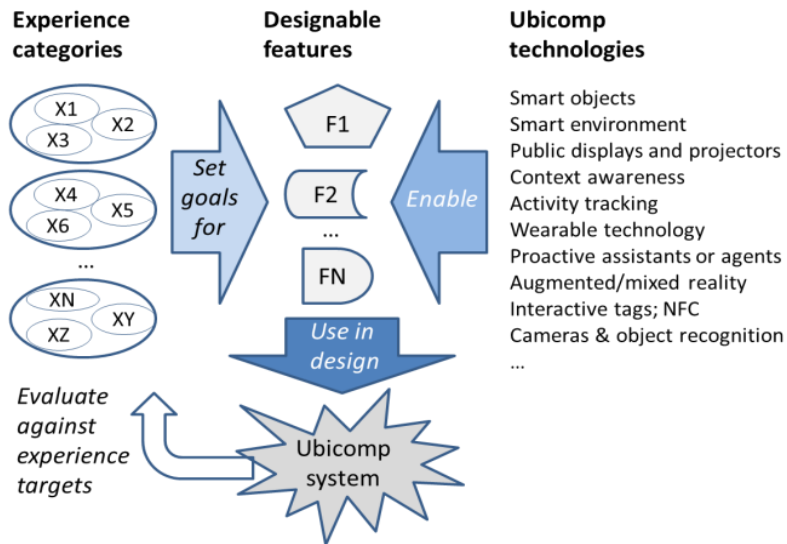 Experience
categories
Designable
features
Ubicomp
technologies
X1
X2
X3
X4
X5
X6
...
XN
XY
XZ
Set
goals
for
F1
F2
...
FN
Enable
Smart objects
Smart environment
Public displays and projectors
Context awareness
Activity tracking
Wearable technology
Proactive assistants or agents
Augmented/mixed reality
Interactive tags; NFC
Cameras & object recognition
...
Use in
design
Evaluate
against
experience
targets
Ubicomp
system